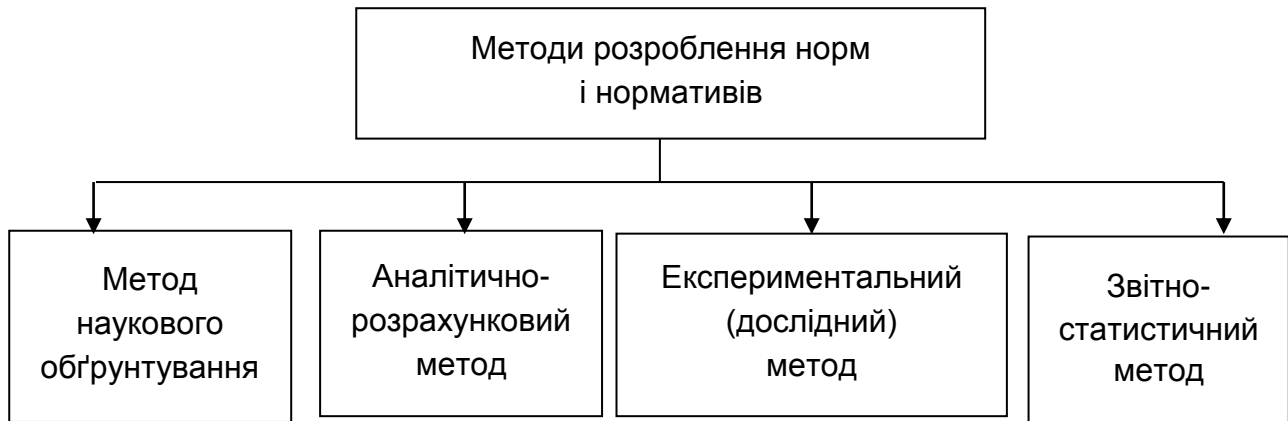 Методи розроблення норм
і нормативів
Метод
наукового
обґрунтування
Аналітично-
розрахунковий
метод
Експериментальний
(дослідний)
метод
Звітно-
статистичний
метод